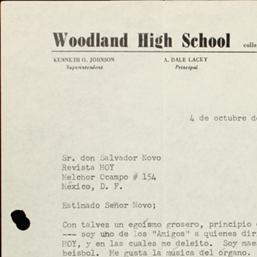 Woodland High School
KENNETH O. JOHNSON
Superintendent
A. DALE LACEY
Principal
4 de octubre de
Sr. don Salvador Novo
Revista HOY
Melchor Ocampo # 154
México, D. F.
Estimado Señor Novo;
Con talvez un egoísmo grosero, principio
--- soy uno de los "Amigos" a quienes dir
HOY, y en las cuales me deleito. Soy mae
beisbol. Me gusta la música del órgano.